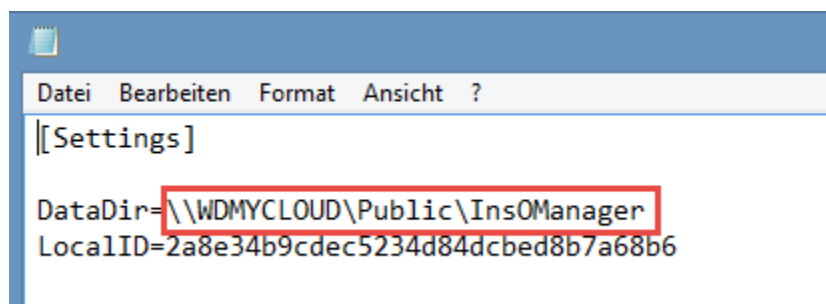 Datei Bearbeiten Format Ansicht ?
[Settings]
DataDir=\\WDMYCLOUD\Public\InsOManager
LocalID=2a8e34b9cdec5234d84dcbed8b7a68b6